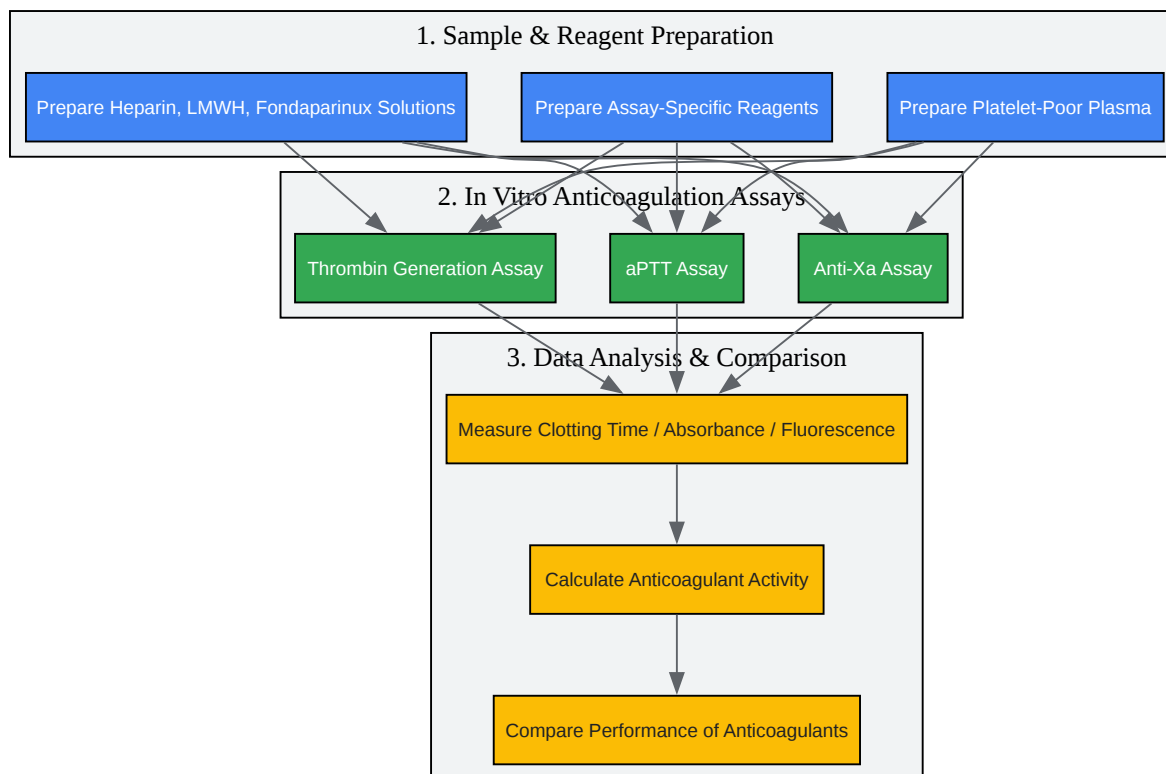 1. Sample & Reagent Preparation
Prepare Heparin, LMWH, Fondaparinux Solutions
Prepare Assay-Specific Reagents
Prepare Platelet-Poor Plasma
2. In Vitro Anticoagulation Assays
Thrombin Generation Assay
aPTT Assay
Anti-Xa Assay
3. Data Analysis & Comparison
Measure Clotting Time / Absorbance / Fluorescence
Calculate Anticoagulant Activity
Compare Performance of Anticoagulants